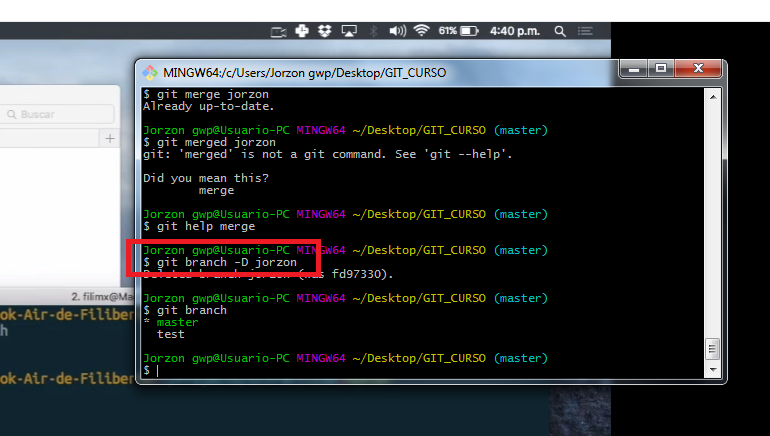 61% 4:40 p.m.
MINGW64:/c/Users/Jorzon gwp/Desktop/GIT_CURSO
Buscar
$ git merge jorzon
Already up-to-date.
Jorzon gwp@Usuario-PC MINGW64 ~/Desktop/GIT_CURSO (master)
$ git merged jorzon
git: 'merged' is not a git command. See 'git --help'.
Did you mean this?
merge
Jorzon gwp@Usuario-PC MINGW64 ~/Desktop/GIT_CURSO (master)
$ git help merge
Jorzon gwp@Usuario-PC MINGW64 ~/Desktop/GIT_CURSO (master)
$ git branch -D jorzon
Deleted branch jorzon (was fd97330).
Jorzon gwp@Usuario-PC MINGW64 ~/Desktop/GIT_CURSO (master)
$ git branch
* master
test
Jorzon gwp@Usuario-PC MINGW64 ~/Desktop/GIT_CURSO (master)
$
2. filimx@Ma
ok-Air-de-Filiber
h
ok-Air-de-Filiber